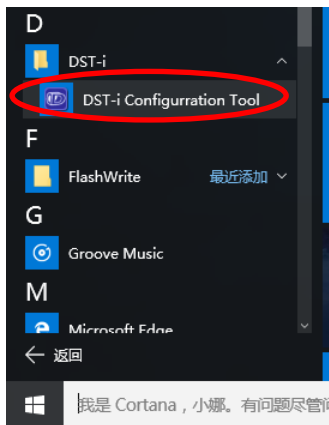 D
DST-i
DST-i Configurration Tool
F
FlashWrite 最近添加
G
Groove Music
M
Microsoft Edge
返回
我是 Cortana，小娜。有问题尽管